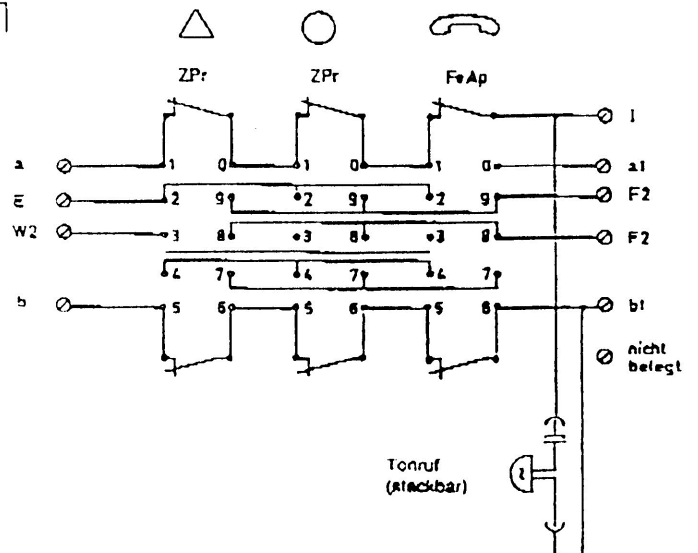 ZPr ZPr FeAp
I
a 1 0 1 0 1 0 a1
E 2 9 2 9 2 9 F2
W2 3 8 3 8 3 8 F2
4 7 4 7 4 7
b 5 6 5 6 5 6 b1
nicht
belegt
Tonruf
(steckbar)